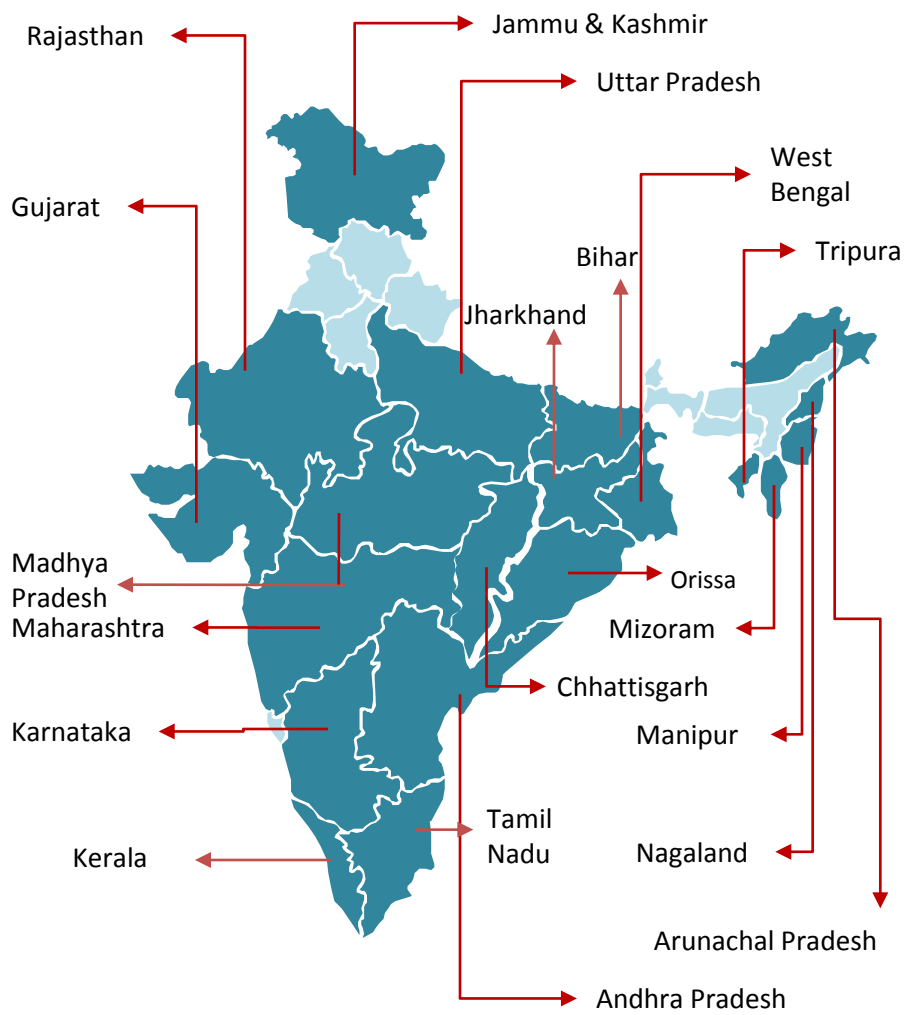 Jammu & Kashmir
Rajasthan
Uttar Pradesh
West
Bengal
Gujarat
Bihar
Tripura
Jharkhand
Madhya
Pradesh
Orissa
Maharashtra
Mizoram
Chhattisgarh
Karnataka
Manipur
Tamil
Nadu
Kerala
Nagaland
Arunachal Pradesh
Andhra Pradesh